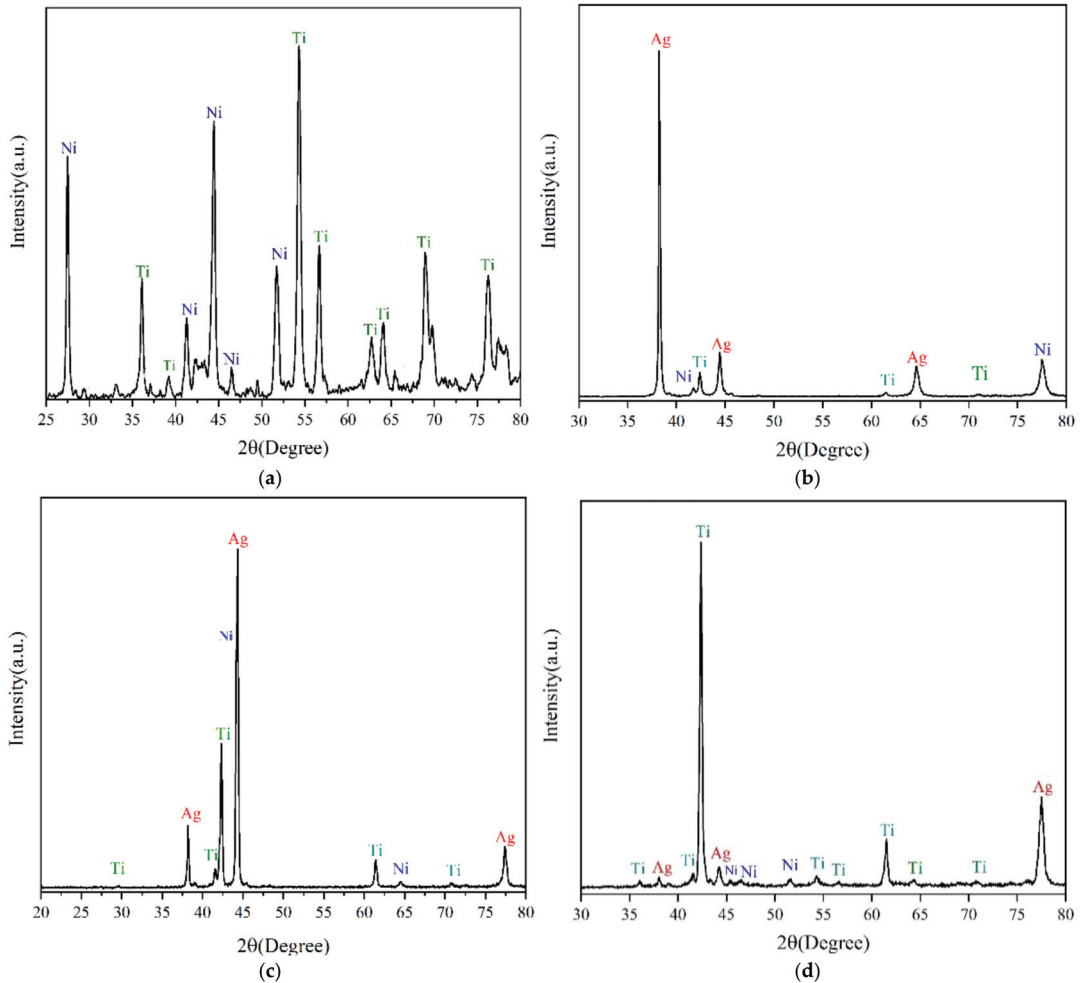 Intensity(a.u.)
Ti
Ni
Ni
Ti
Ni
Ti
Ti
Ti
Ni
Ti
Ti
Ni
Ti
25 30 35 40 45 50 55 60 65 70 75 80
2θ(Degree)
(a)
Intensity(a.u.)
Ag
Ni Ti Ag Ti Ag Ti Ni
30 35 40 45 50 55 60 65 70 75 80
2θ(Degree)
(b)
Intensity(a.u.)
Ag
Ni
Ti
Ag
Ti Ti Ti Ni Ti Ag
20 25 30 35 40 45 50 55 60 65 70 75 80
2θ(Degree)
(c)
Intensity(a.u.)
Ti
Ag
Ti
Ti Ag Ti Ag Ni Ni Ni Ti Ti Ti Ti
30 35 40 45 50 55 60 65 70 75 80
2θ(Degree)
(d)